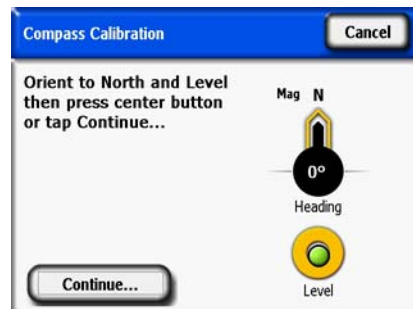 Compass Calibration
Cancel
Orient to North and Level
then press center button
or tap Continue...
Mag N
0°
Heading
Level
Continue...